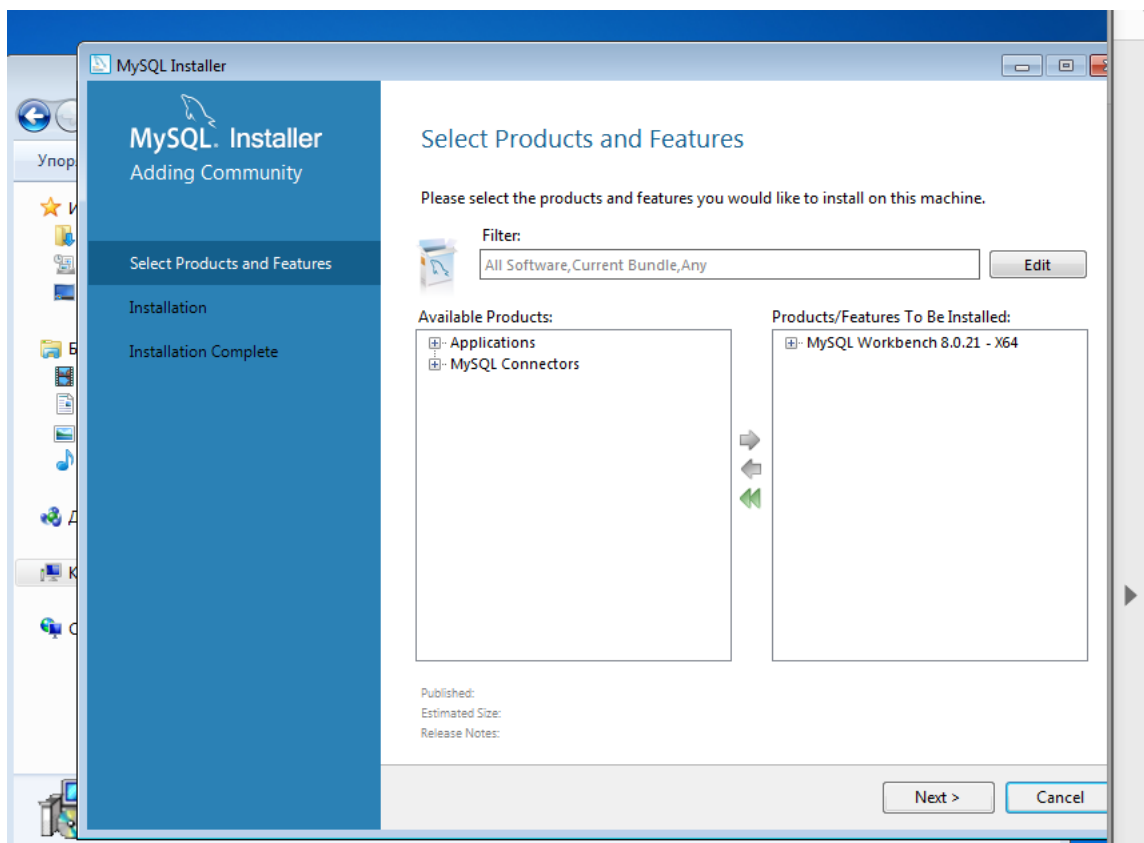 MySQL Installer
MySQL. Installer
Adding Community
Select Products and Features
Installation
Installation Complete
Select Products and Features
Please select the products and features you would like to install on this machine.
Filter:
All Software,Current Bundle,Any
Edit
Available Products:
Applications
MySQL Connectors
Products/Features To Be Installed:
MySQL Workbench 8.0.21 - X64
Published:
Estimated Size:
Release Notes:
Next >
Cancel